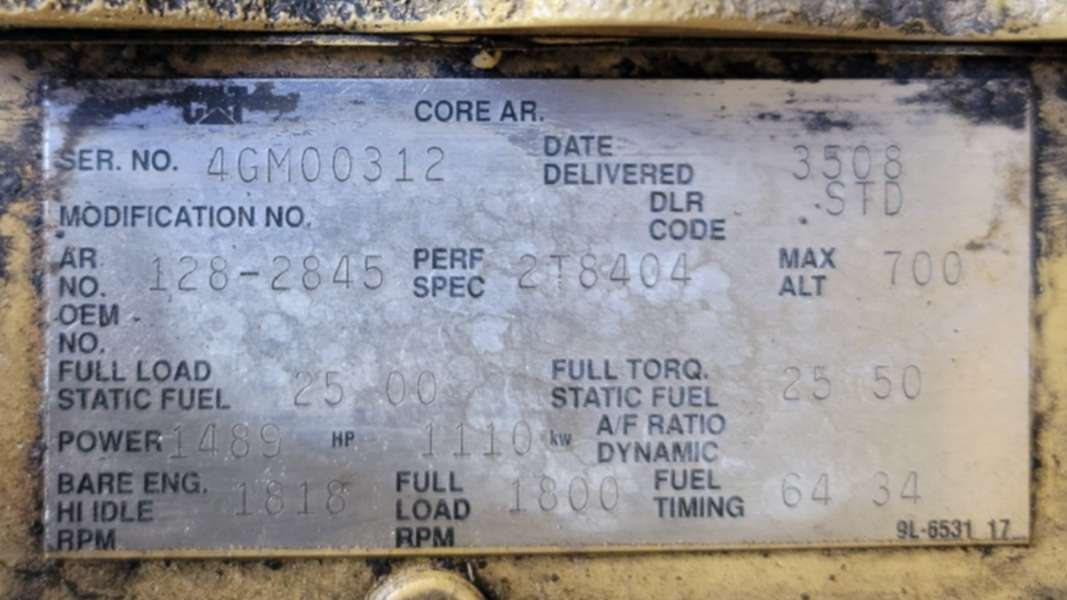 CAT CORE AR.
SER. NO. 4GM00312 DATE DELIVERED 3508
MODIFICATION NO. DLR CODE STD
AR NO. 128-2845 PERF SPEC 2T8404 MAX ALT 700
OEM NO.
FULL LOAD STATIC FUEL 25 00 FULL TORQ. STATIC FUEL 25 50
POWER 1489 HP 1110 kw A/F RATIO DYNAMIC
BARE ENG. HI IDLE RPM 1818 FULL LOAD RPM 1800 FUEL TIMING 64 34
9L-6531 17